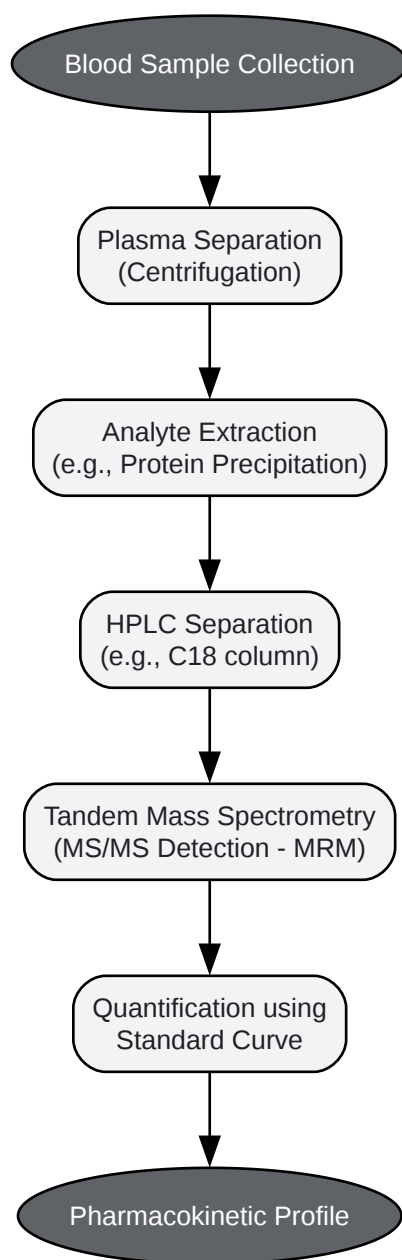 Blood Sample Collection
Plasma Separation
(Centrifugation)
Analyte Extraction
(e.g., Protein Precipitation)
HPLC Separation
(e.g., C18 column)
Tandem Mass Spectrometry
(MS/MS Detection - MRM)
Quantification using
Standard Curve
Pharmacokinetic Profile